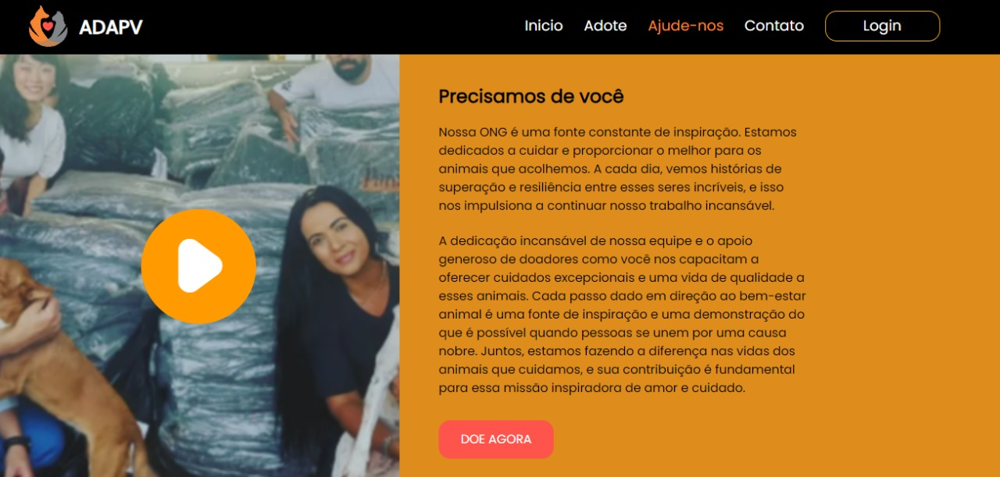 ADAPV
Inicio
Adote
Ajude-nos
Contato
Login
Precisamos de você
Nossa ONG é uma fonte constante de inspiração. Estamos
dedicados a cuidar e proporcionar o melhor para os
animais que acolhemos. A cada dia, vemos histórias de
superação e resiliência entre esses seres incríveis, e isso
nos impulsiona a continuar nosso trabalho incansável.
A dedicação incansável de nossa equipe e o apoio
generoso de doadores como você nos capacitam a
oferecer cuidados excepcionais e uma vida de qualidade a
esses animais. Cada passo dado em direção ao bem-estar
animal é uma fonte de inspiração e uma demonstração do
que é possível quando pessoas se unem por uma causa
nobre. Juntos, estamos fazendo a diferença nas vidas dos
animais que cuidamos, e sua contribuição é fundamental
para essa missão inspiradora de amor e cuidado.
DOE AGORA